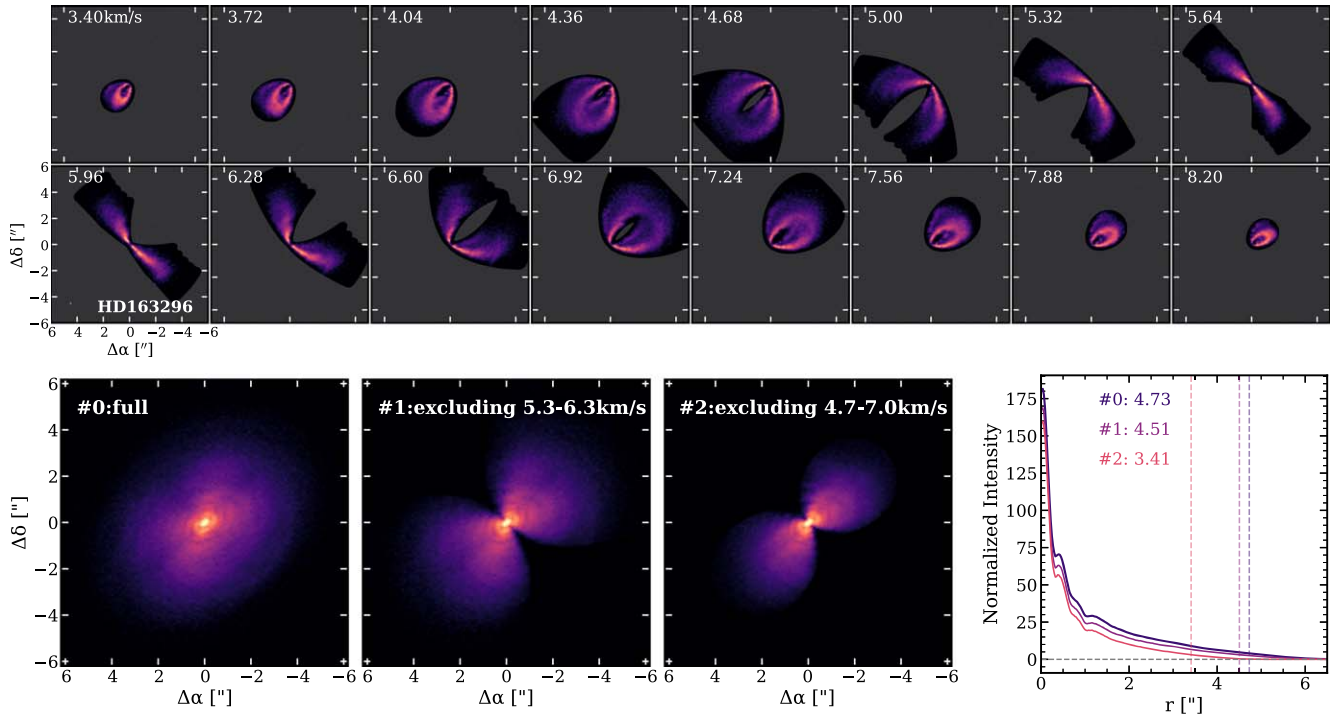 3.40km/s 3.72 4.04 4.36 4.68 5.00 5.32 5.64
5.96 6.28 6.60 6.92 7.24 7.56 7.88 8.20
6
4
2
0
−2
−4
−6
Δδ [″]
HD163296
6 4 2 0 −2 −4 −6
Δα [″]
#0:full
#1:excluding 5.3-6.3km/s
#2:excluding 4.7-7.0km/s
6
4
2
0
−2
−4
−6
Δδ ["]
6 4 2 0 −2 −4 −6
Δα ["]
6 4 2 0 −2 −4 −6
Δα ["]
6 4 2 0 −2 −4 −6
Δα ["]
Normalized Intensity
175
150
125
100
75
50
25
0
#0: 4.73
#1: 4.51
#2: 3.41
0 2 4 6
r ["]